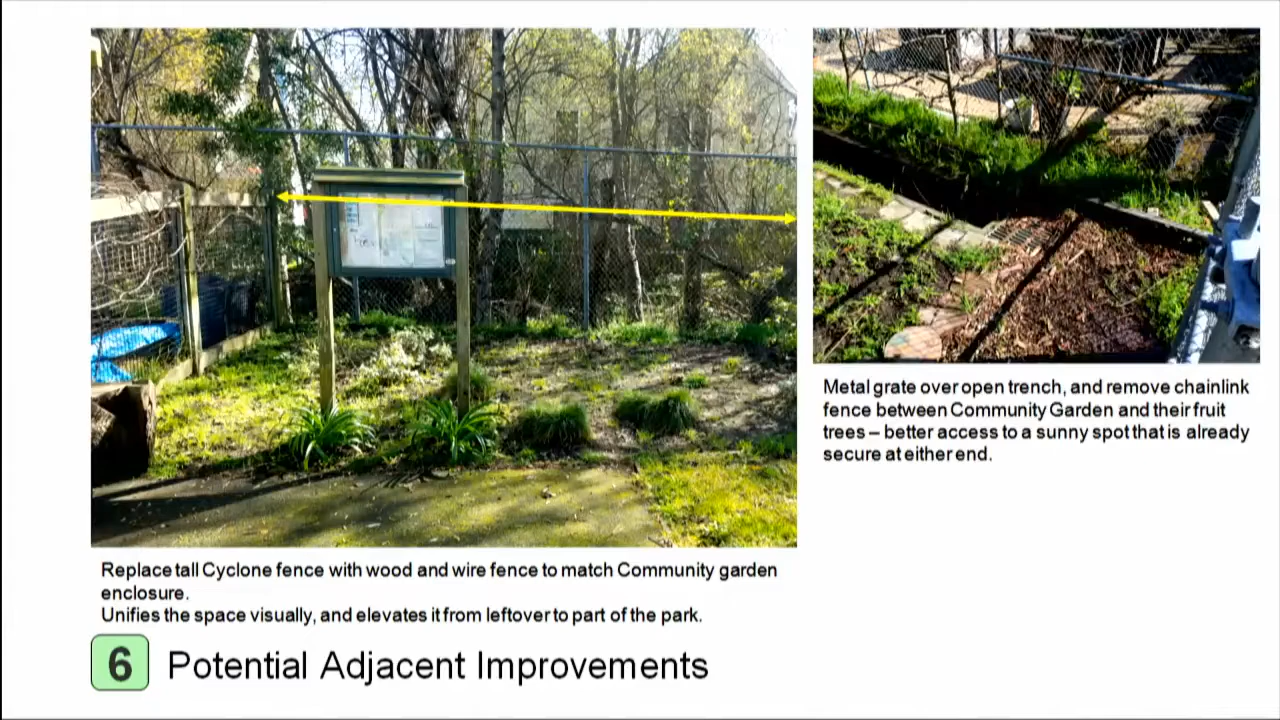 Metal grate over open trench, and remove chainlink
fence between Community Garden and their fruit
trees – better access to a sunny spot that is already
secure at either end.
Replace tall Cyclone fence with wood and wire fence to match Community garden
enclosure.
Unifies the space visually, and elevates it from leftover to part of the park.
6 Potential Adjacent Improvements